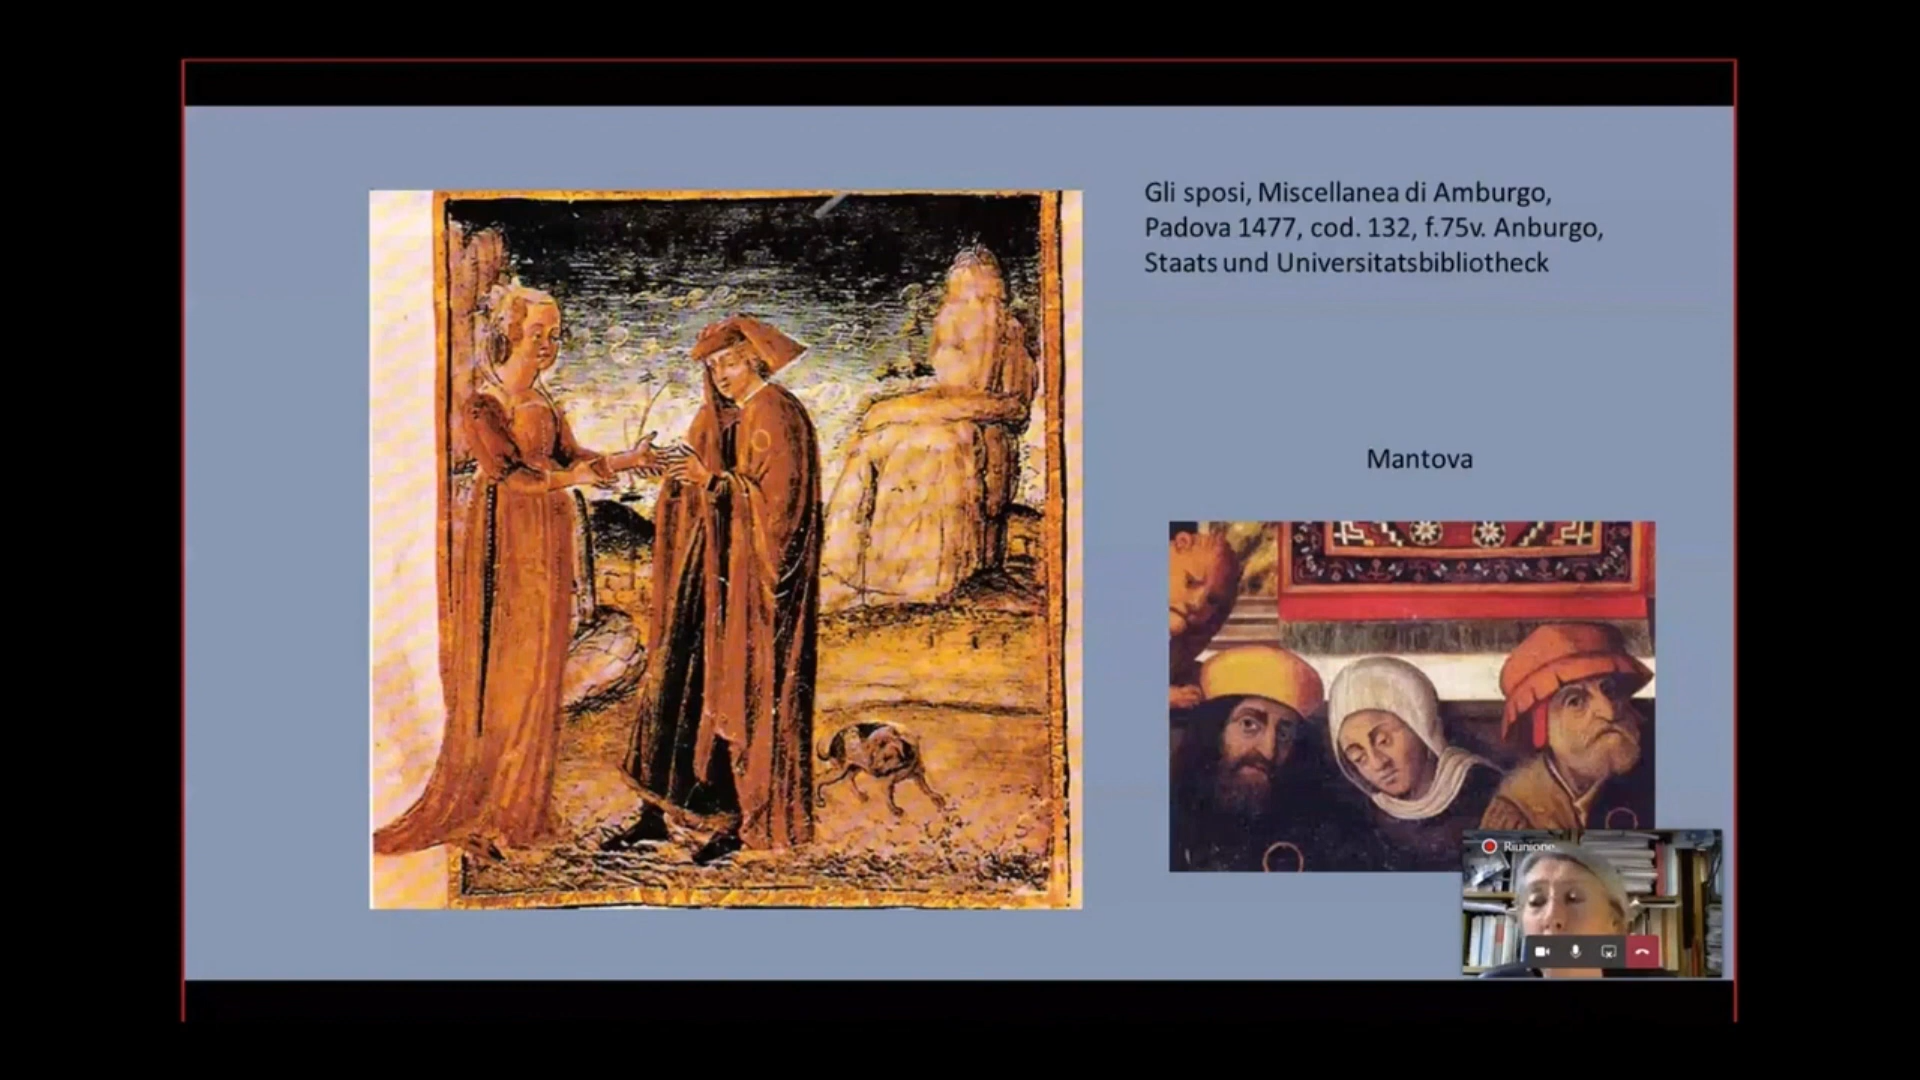 Gli sposi, Miscellanea di Amburgo,
Padova 1477, cod. 132, f.75v. Anburgo,
Staats und Universitatsbibliotheck
Mantova
Riunione